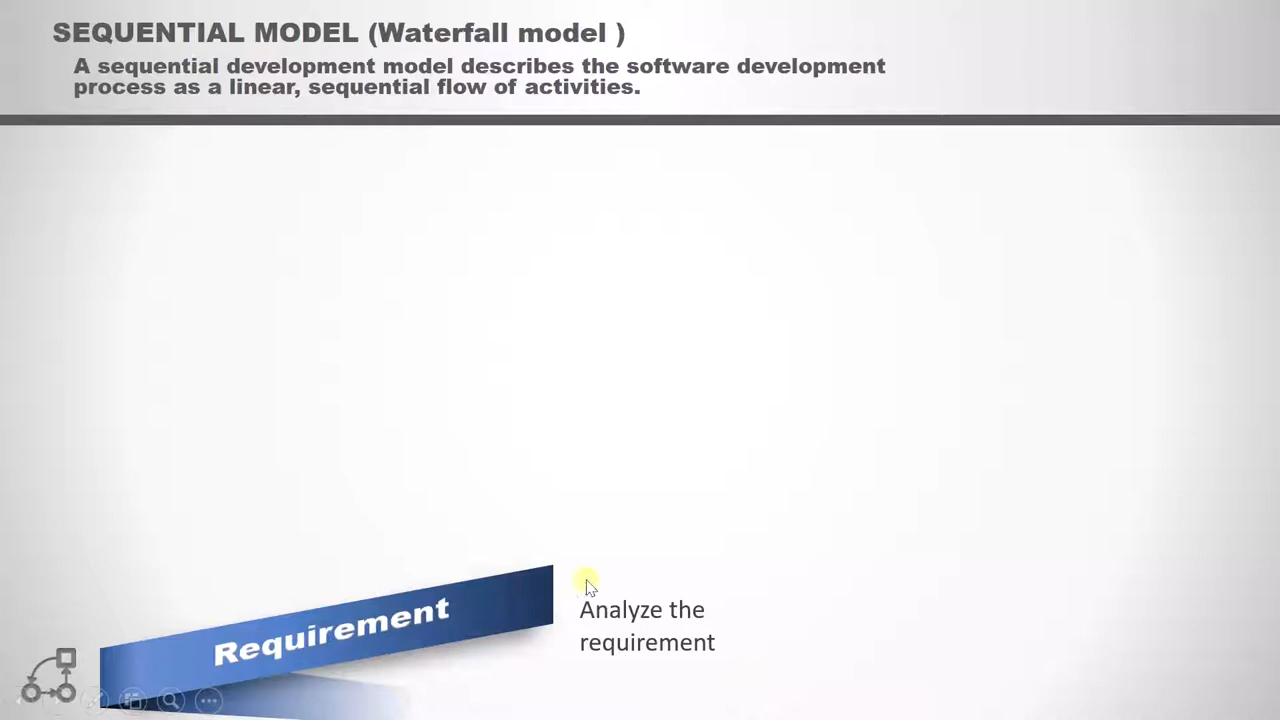 SEQUENTIAL MODEL (Waterfall model )
A sequential development model describes the software development
process as a linear, sequential flow of activities.
Requirement
Analyze the
requirement